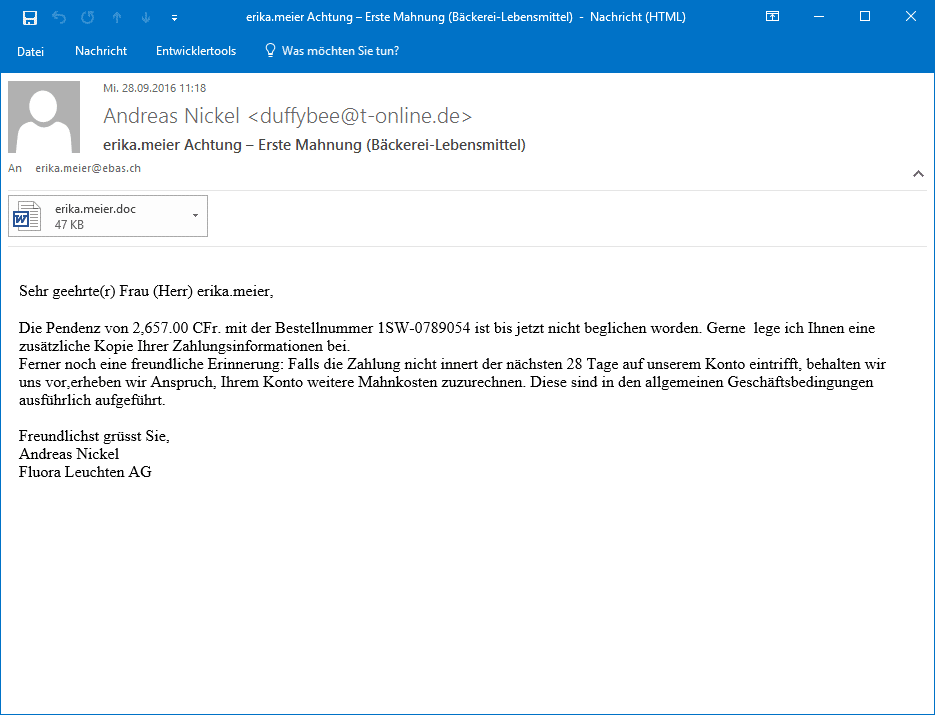 erika.meier Achtung – Erste Mahnung (Bäckerei-Lebensmittel) - Nachricht (HTML)
Datei Nachricht Entwicklertools Was möchten Sie tun?
Mi. 28.09.2016 11:18
Andreas Nickel <duffybee@t-online.de>
erika.meier Achtung – Erste Mahnung (Bäckerei-Lebensmittel)
An erika.meier@ebas.ch
W
erika.meier.doc
47 KB
Sehr geehrte(r) Frau (Herr) erika.meier,
Die Pendenz von 2,657.00 CFr. mit der Bestellnummer 1SW-0789054 ist bis jetzt nicht beglichen worden. Gerne  lege ich Ihnen eine
zusätzliche Kopie Ihrer Zahlungsinformationen bei.
Ferner noch eine freundliche Erinnerung: Falls die Zahlung nicht innert der nächsten 28 Tage auf unserem Konto eintrifft, behalten wir
uns vor,erheben wir Anspruch, Ihrem Konto weitere Mahnkosten zuzurechnen. Diese sind in den allgemeinen Geschäftsbedingungen
ausführlich aufgeführt.
Freundlichst grüsst Sie,
Andreas Nickel
Fluora Leuchten AG